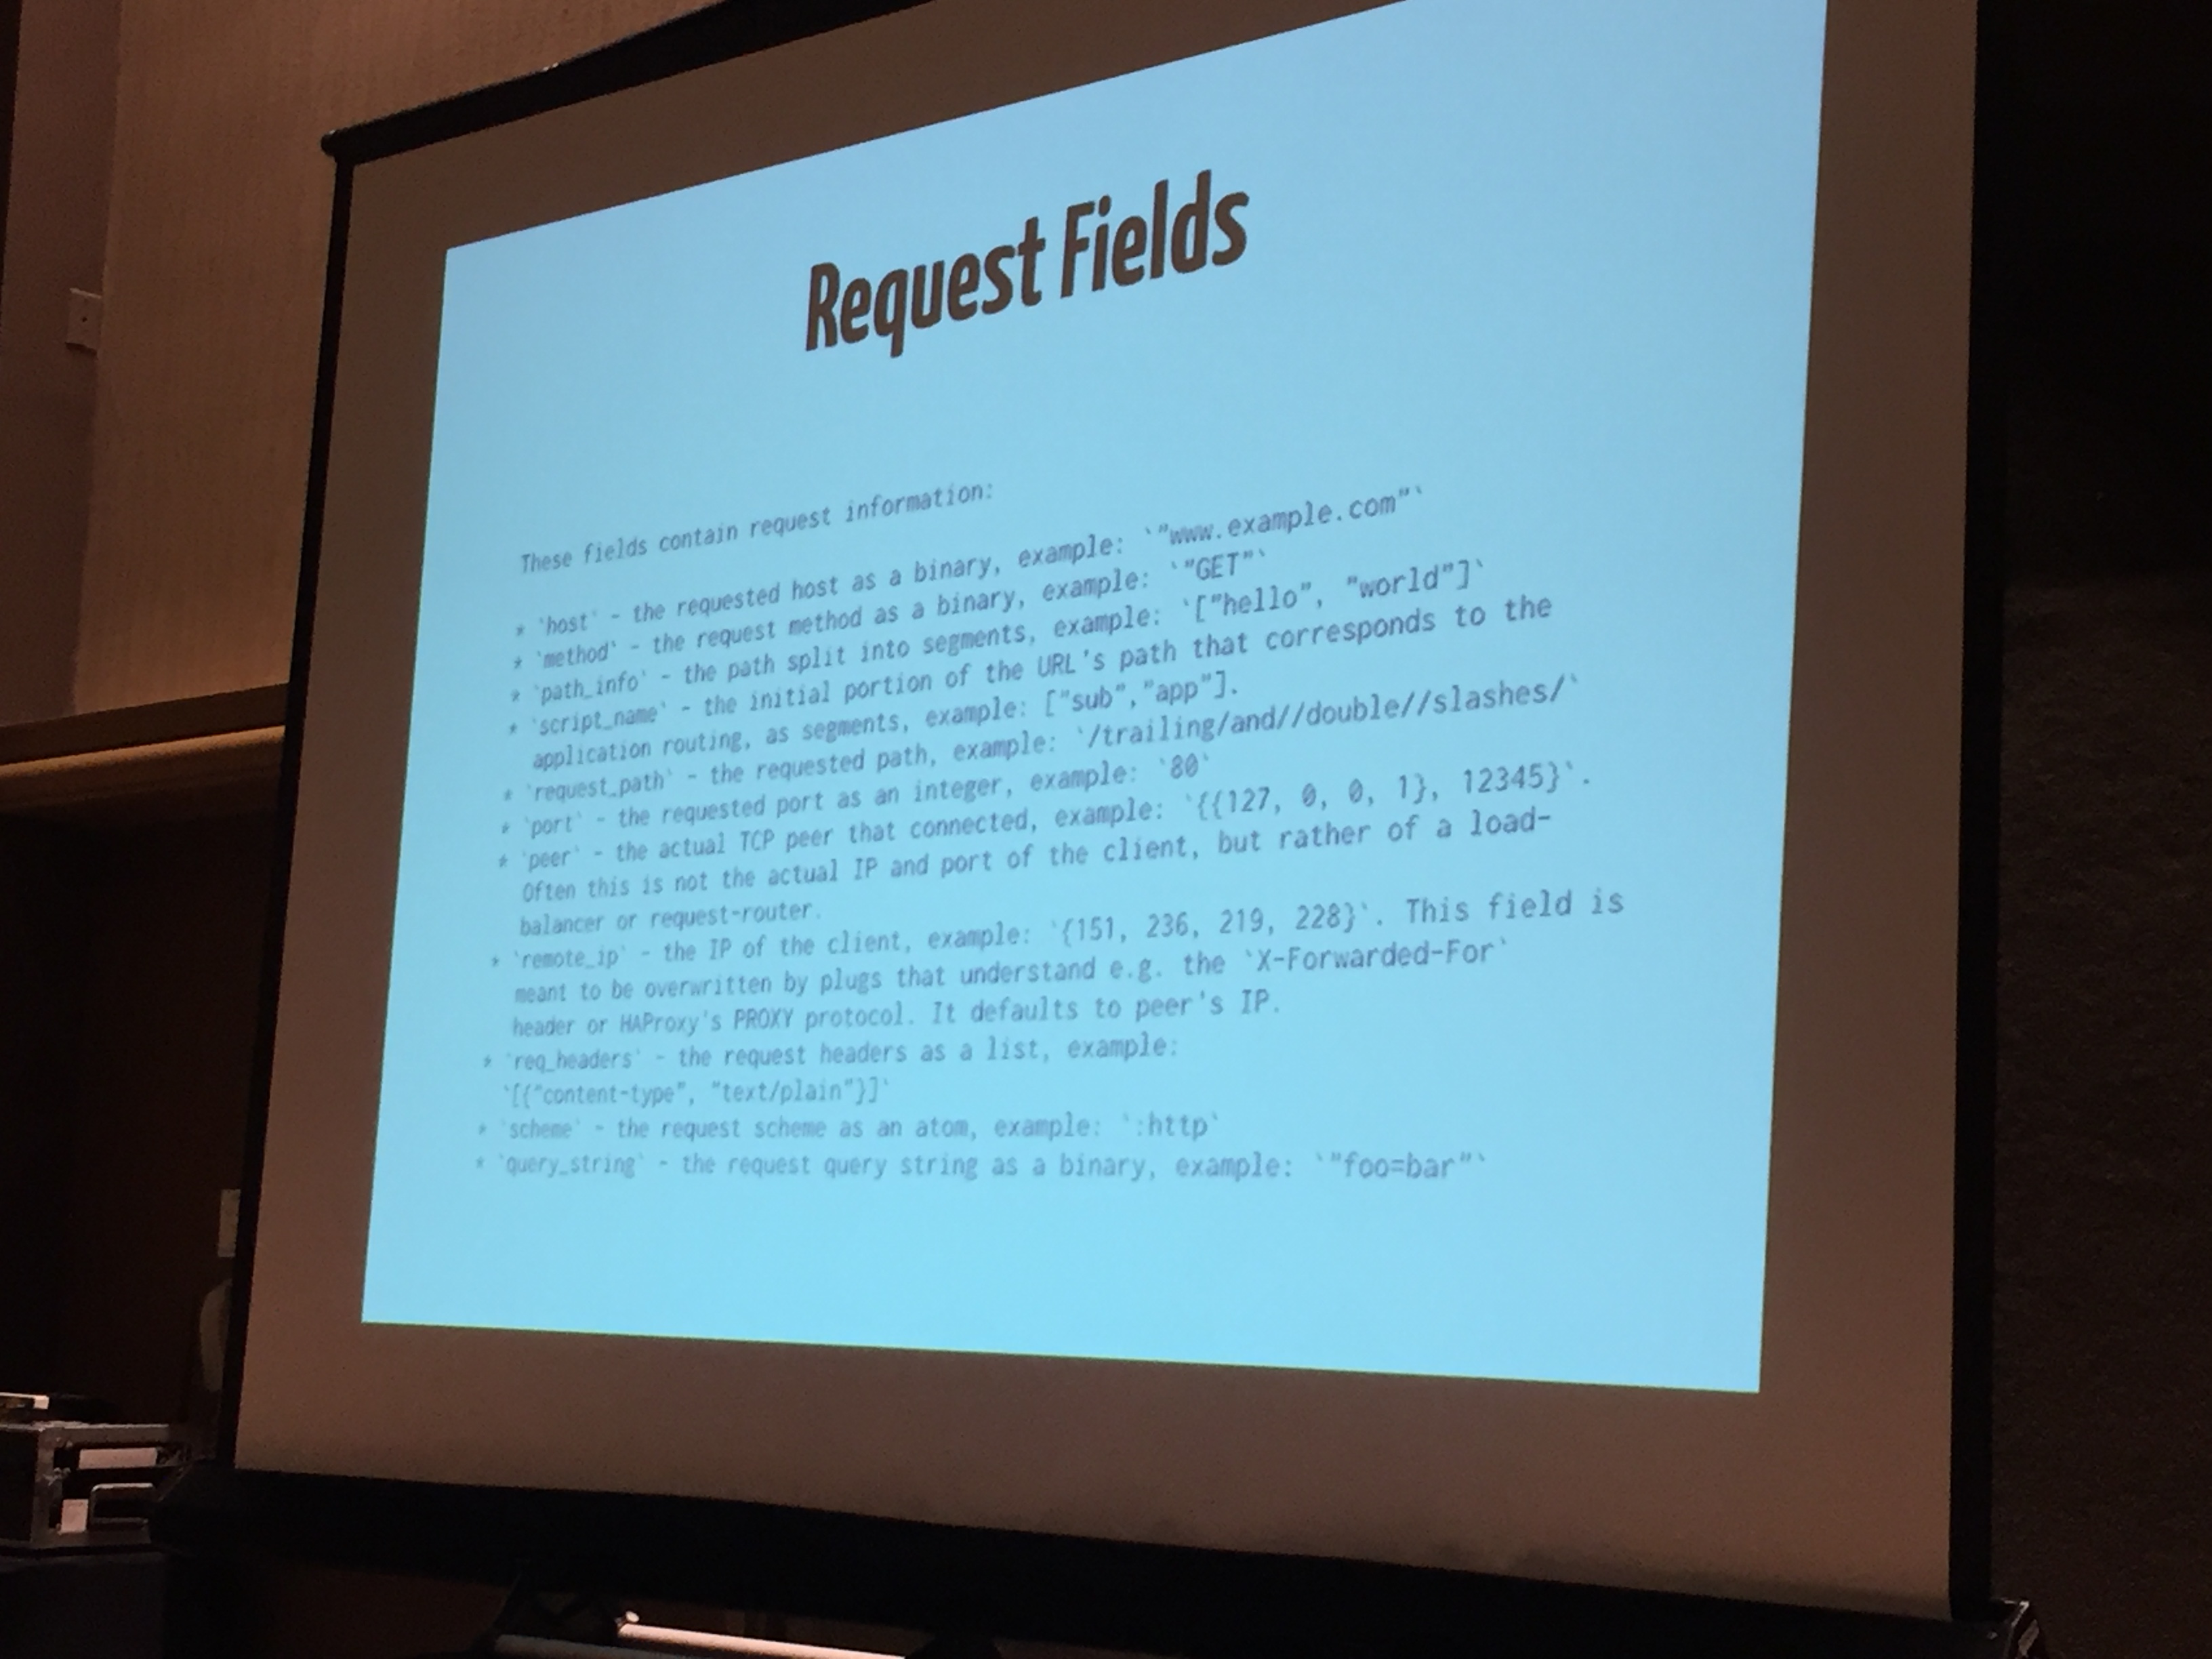 Request Fields
These fields contain request information:
* `host` - the requested host as a binary, example: `"www.example.com"`
* `method` - the request method as a binary, example: `"GET"`
* `path_info` - the path split into segments, example: `["hello", "world"]`
* `script_name` - the initial portion of the URL's path that corresponds to the
application routing, as segments, example: ["sub","app"].
* `request_path` - the requested path, example: `/trailing/and//double//slashes/`
* `port` - the requested port as an integer, example: `80`
* `peer` - the actual TCP peer that connected, example: `{{127, 0, 0, 1}, 12345}`.
Often this is not the actual IP and port of the client, but rather of a load-
balancer or request-router.
* `remote_ip` - the IP of the client, example: `{151, 236, 219, 228}`. This field is
meant to be overwritten by plugs that understand e.g. the `X-Forwarded-For`
header or HAProxy's PROXY protocol. It defaults to peer's IP.
* `req_headers` - the request headers as a list, example:
`[{"content-type", "text/plain"}]`
* `scheme` - the request scheme as an atom, example: `:http`
* `query_string` - the request query string as a binary, example: `"foo=bar"`